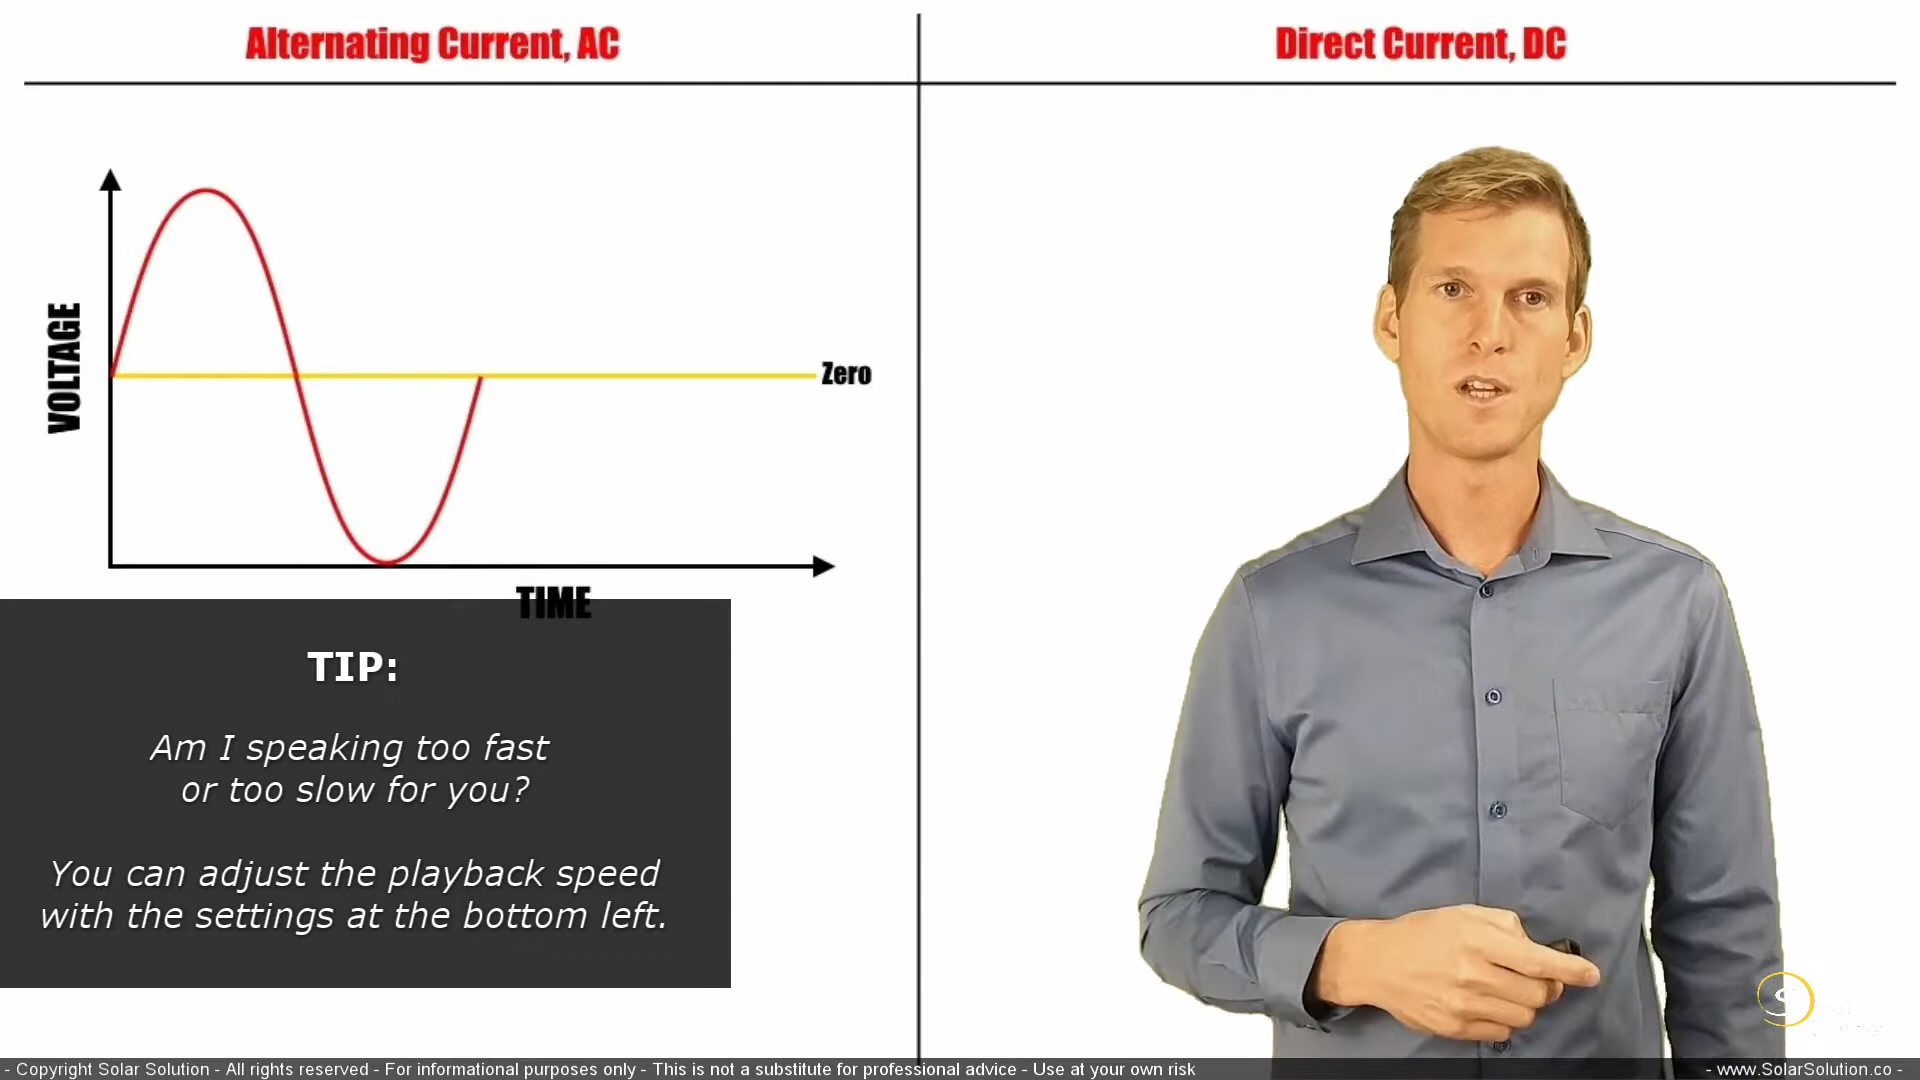 Alternating Current, AC
Direct Current, DC
VOLTAGE
Zero
TIME
TIP:
Am I speaking too fast
or too slow for you?
You can adjust the playback speed
with the settings at the bottom left.
S
- Copyright Solar Solution - All rights reserved - For informational purposes only - This is not a substitute for professional advice - Use at your own risk
- www.SolarSolution.co -